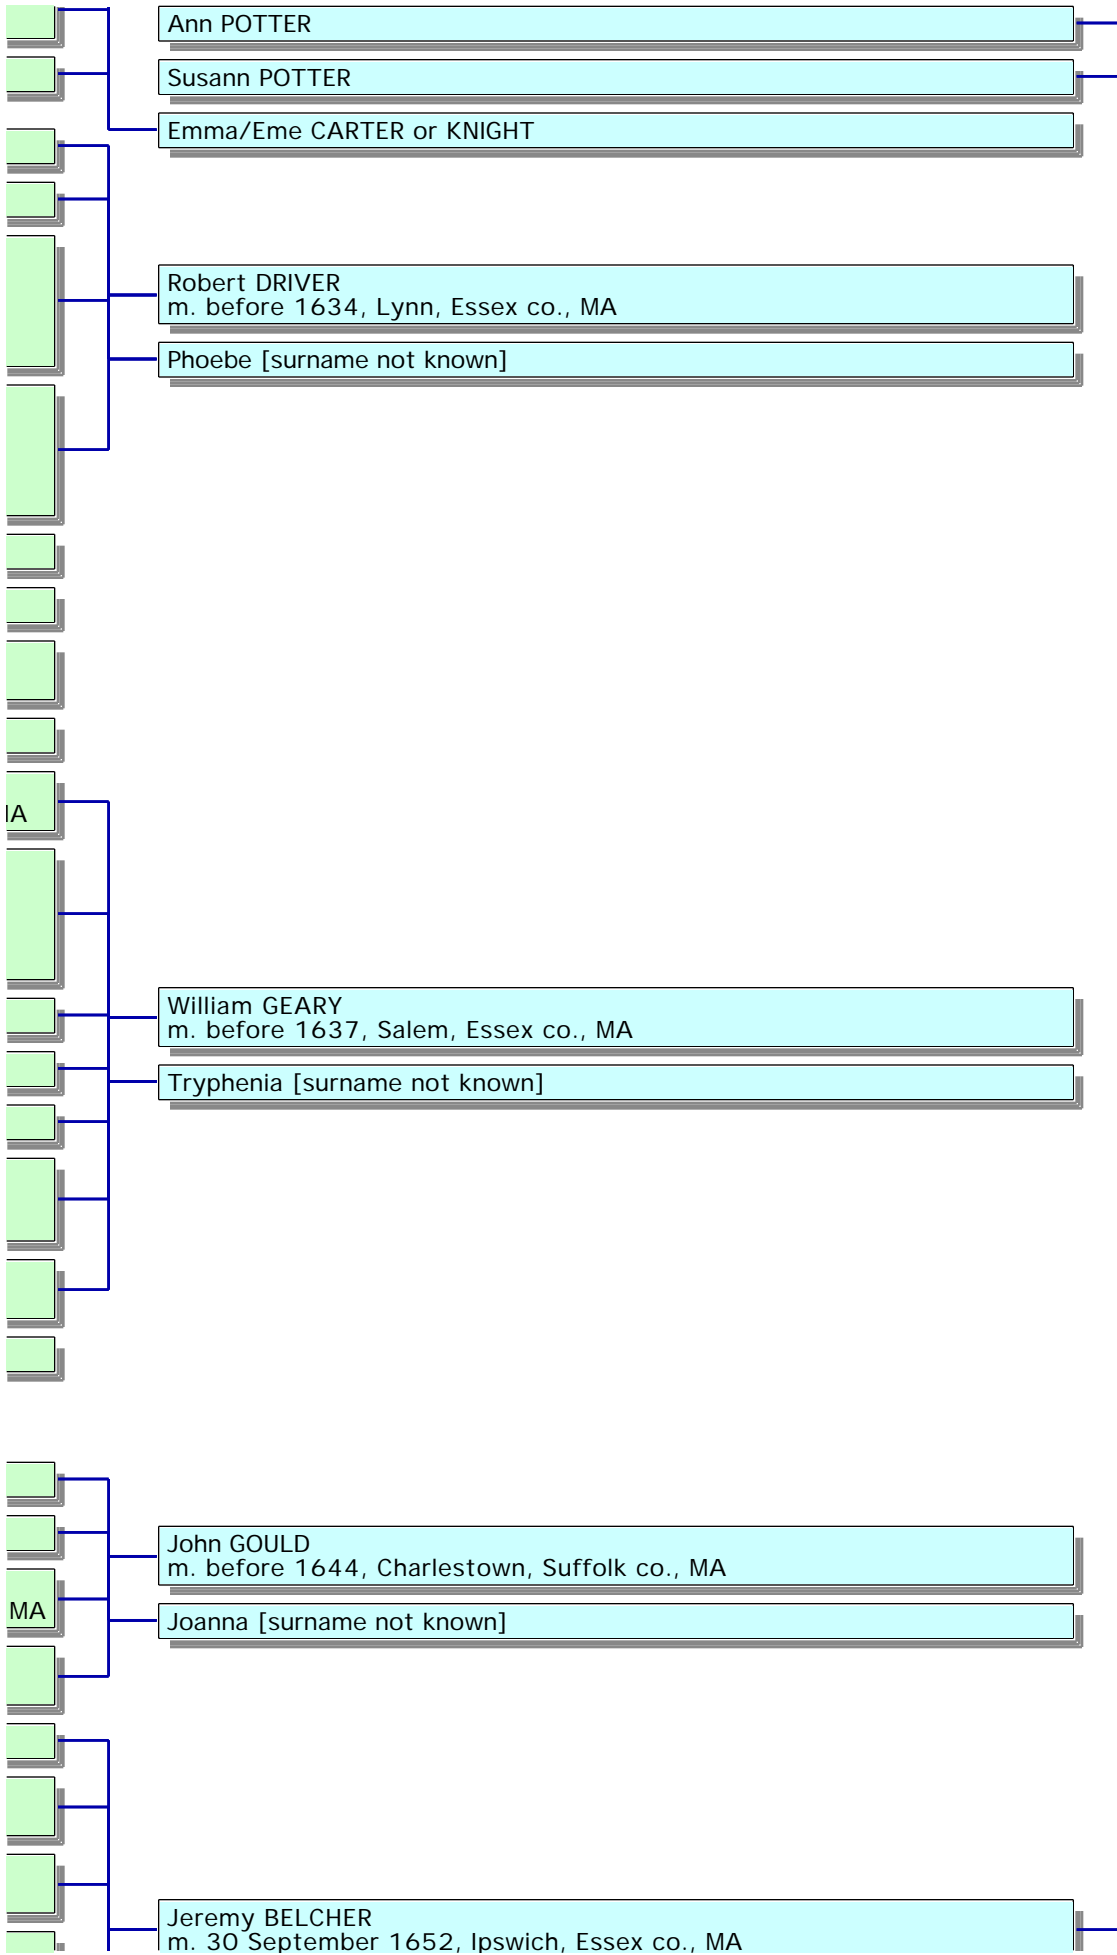 Ann POTTER
Susann POTTER
Emma/Eme CARTER or KNIGHT
Robert DRIVER
m. before 1634, Lynn, Essex co., MA
Phoebe [surname not known]
William GEARY
m. before 1637, Salem, Essex co., MA
Tryphenia [surname not known]
John GOULD
m. before 1644, Charlestown, Suffolk co., MA
MA
Joanna [surname not known]
Jeremy BELCHER
m. 30 September 1652, Ipswich, Essex co., MA